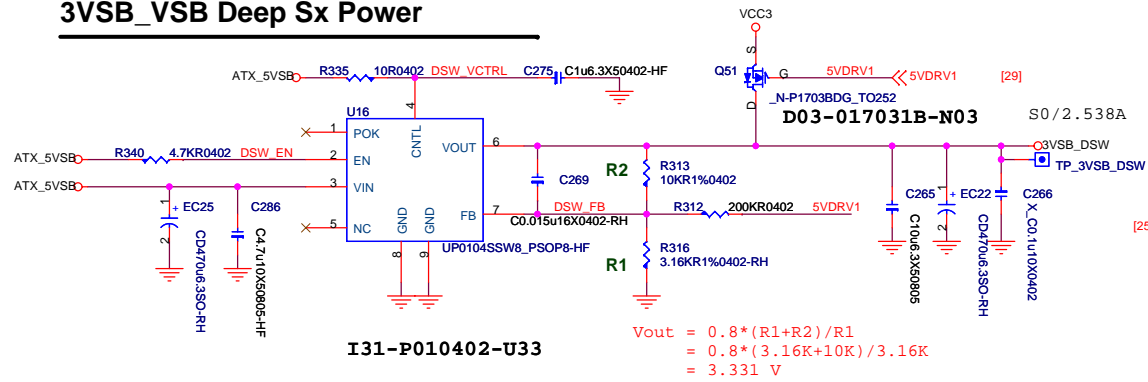 3VSB_VSB Deep Sx Power
VCC3
ATX_5VSB
R335
10R0402
DSW_VCTRL
C275
C1u6.3X50402-HF
Q51
S
G
D
5VDRV1
5VDRV1
[29]
_N-P1703BDG_TO252
D03-017031B-N03
S0/2.538A
U16
4
1
POK
CNTL
VOUT
6
3VSB_DSW
TP_3VSB_DSW
ATX_5VSB
R340
4.7KR0402
DSW_EN
2
EN
ATX_5VSB
3
VIN
R2
R313
10KR1%0402
C269
C0.015u16X0402-RH
DSW_FB
FB
7
R312
200KR0402
5VDRV1
5
NC
GND
GND
8
9
UP0104SSW8_PSOP8-HF
R1
R316
3.16KR1%0402-RH
1
+
EC25
2
CD470u6.3SO-RH
C286
C4.7u10X50805-HF
C265
C10u6.3X50805
1
+
EC22
2
CD470u6.3SO-RH
C266
X_C0.1u10X0402
[25
I31-P010402-U33
Vout = 0.8*(R1+R2)/R1
= 0.8*(3.16K+10K)/3.16K
= 3.331 V